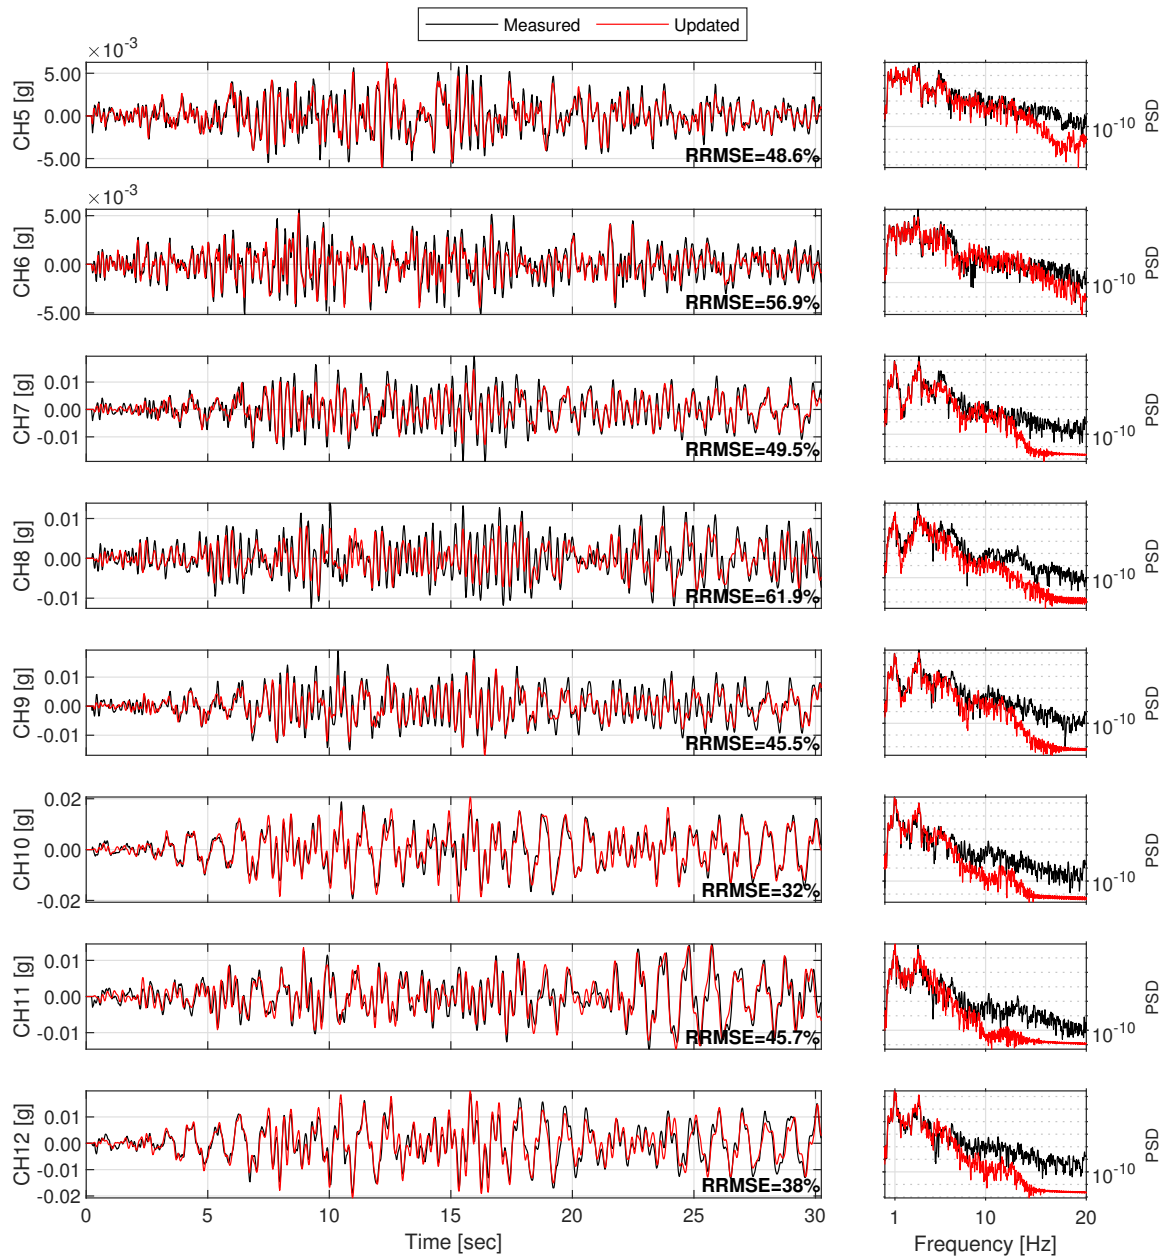 Measured Updated
×10⁻³
5.00
0.00
-5.00
CH5 [g]
RRMSE=48.6%
10⁻¹⁰
PSD
×10⁻³
5.00
0.00
-5.00
CH6 [g]
RRMSE=56.9%
10⁻¹⁰
PSD
0.01
0.00
-0.01
CH7 [g]
RRMSE=49.5%
10⁻¹⁰
PSD
0.01
0.00
-0.01
CH8 [g]
RRMSE=61.9%
10⁻¹⁰
PSD
0.01
0.00
-0.01
CH9 [g]
RRMSE=45.5%
10⁻¹⁰
PSD
0.02
0.00
-0.02
CH10 [g]
RRMSE=32%
10⁻¹⁰
PSD
0.01
0.00
-0.01
CH11 [g]
RRMSE=45.7%
10⁻¹⁰
PSD
0.01
0.00
-0.01
-0.02
CH12 [g]
RRMSE=38%
10⁻¹⁰
PSD
0 5 10 15 20 25 30
Time [sec]
1 10 20
Frequency [Hz]